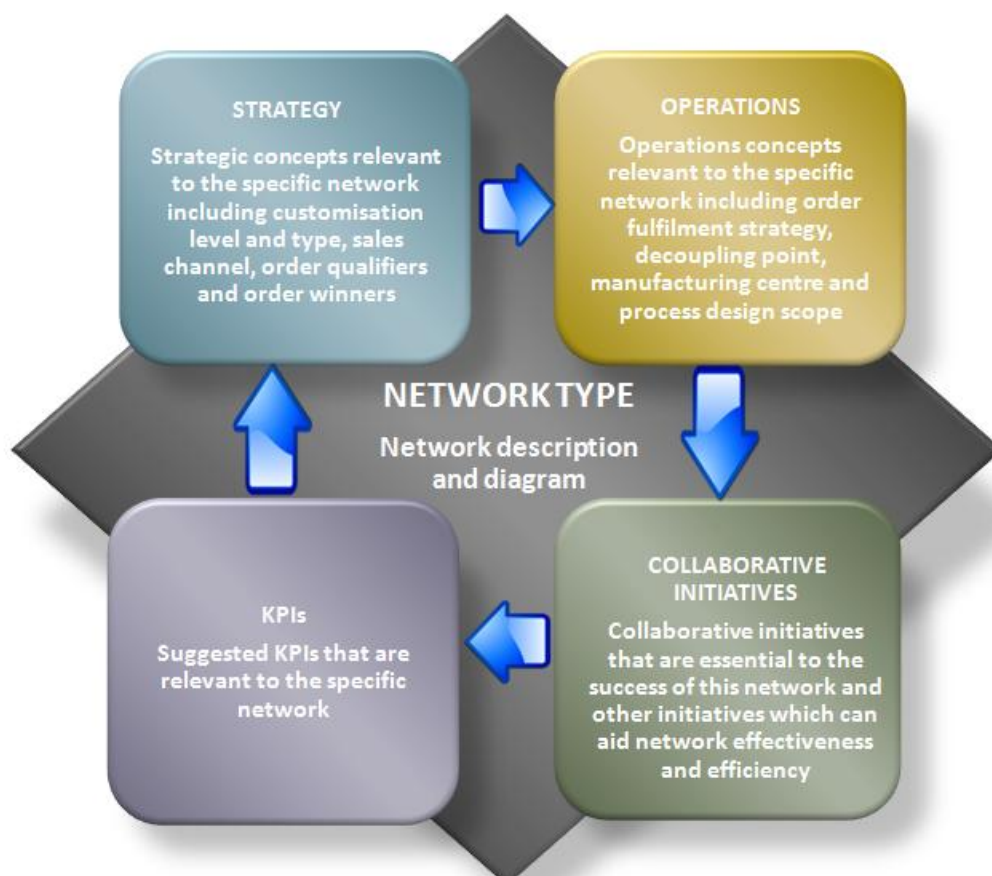 STRATEGY
Strategic concepts relevant
to the specific network
including customisation
level and type, sales
channel, order qualifiers
and order winners
OPERATIONS
Operations concepts
relevant to the specific
network including order
fulfilment strategy,
decoupling point,
manufacturing centre and
process design scope
NETWORK TYPE
Network description
and diagram
KPIs
Suggested KPIs that are
relevant to the specific
network
COLLABORATIVE
INITIATIVES
Collaborative initiatives
that are essential to the
success of this network and
other initiatives which can
aid network effectiveness
and efficiency